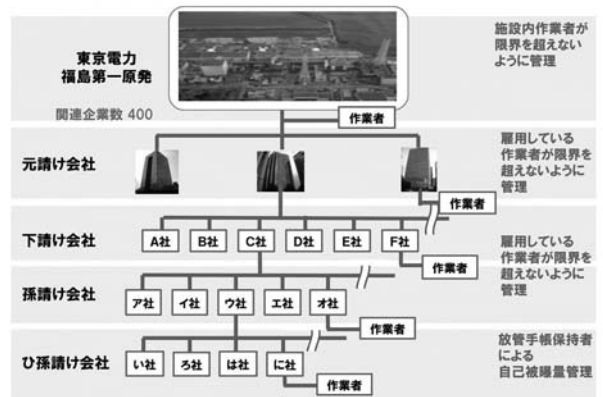 東京電力
福島第一原発
関連企業数 400
施設内作業者が
限界を超えない
ように管理
作業者
元請け会社
雇用している
作業者が限界を
超えないように
管理
作業者
下請け会社
A社
B社
C社
D社
E社
F社
作業者
雇用している
作業者が限界を
超えないように
管理
孫請け会社
ア社
イ社
ウ社
エ社
オ社
作業者
ひ孫請け会社
い社
ろ社
は社
に社
作業者
放管手帳保持者
による
自己被曝量管理